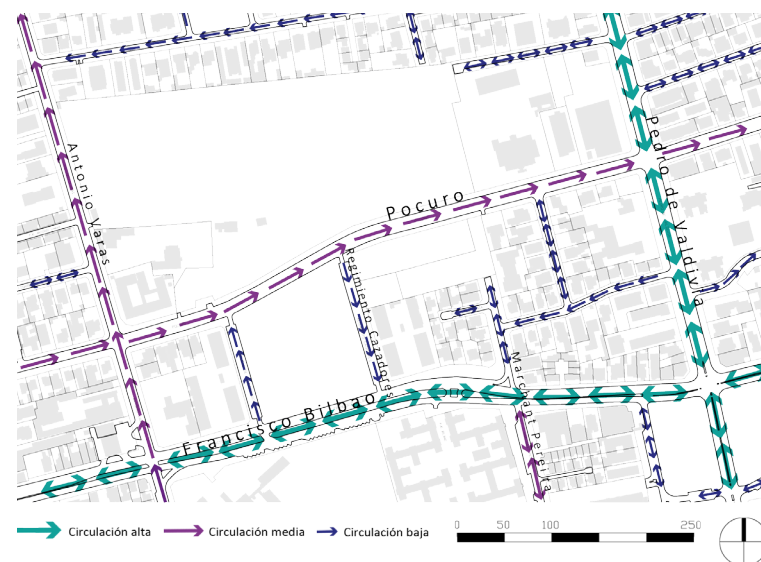 Antonio Varas
Pocuro
Pedro de Valdivia
Regimiento Cazadores
Francisco Bilbao
Marchant Pereira
Circulación alta
Circulación media
Circulación baja
0 50 100 250